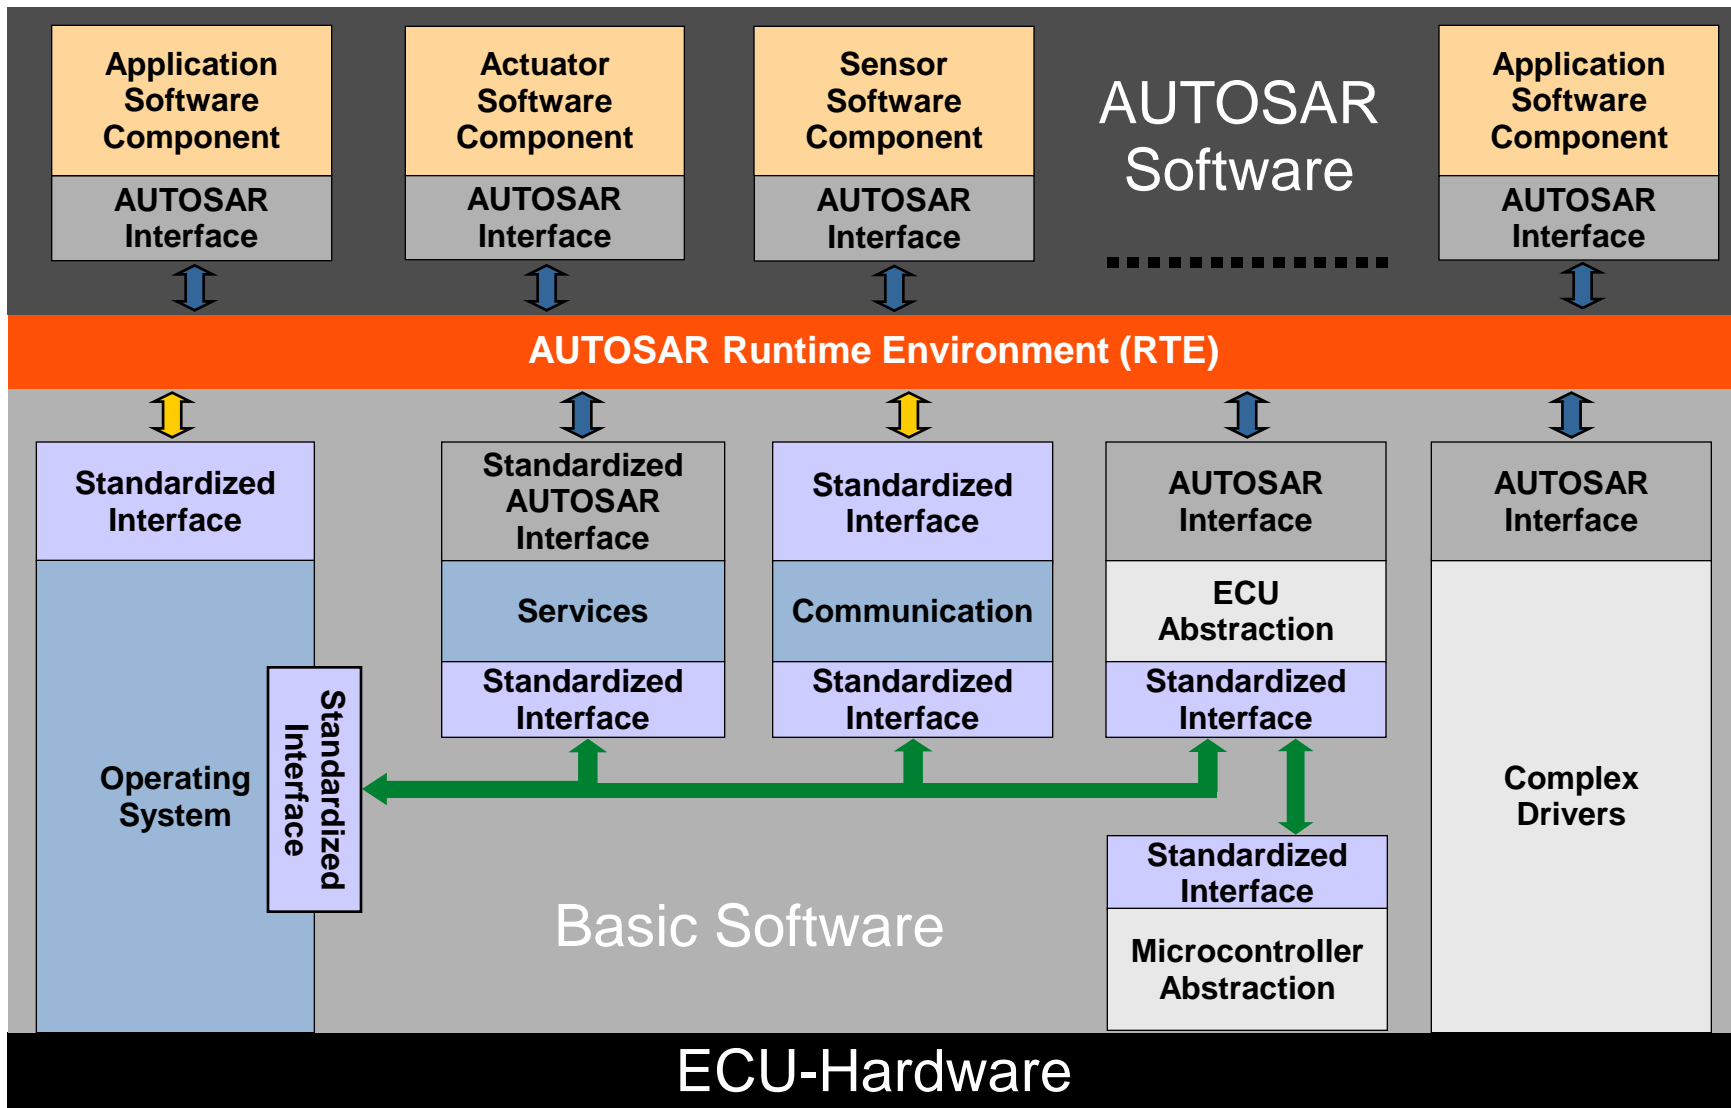 Application
Software
Component
AUTOSAR
Interface
Actuator
Software
Component
AUTOSAR
Interface
Sensor
Software
Component
AUTOSAR
Interface
AUTOSAR
Software
Application
Software
Component
AUTOSAR
Interface
AUTOSAR Runtime Environment (RTE)
Standardized
Interface
Operating
System
Standardized
Interface
Standardized
AUTOSAR
Interface
Services
Standardized
Interface
Standardized
Interface
Communication
Standardized
Interface
AUTOSAR
Interface
ECU
Abstraction
Standardized
Interface
Standardized
Interface
Microcontroller
Abstraction
AUTOSAR
Interface
Complex
Drivers
Basic Software
ECU-Hardware